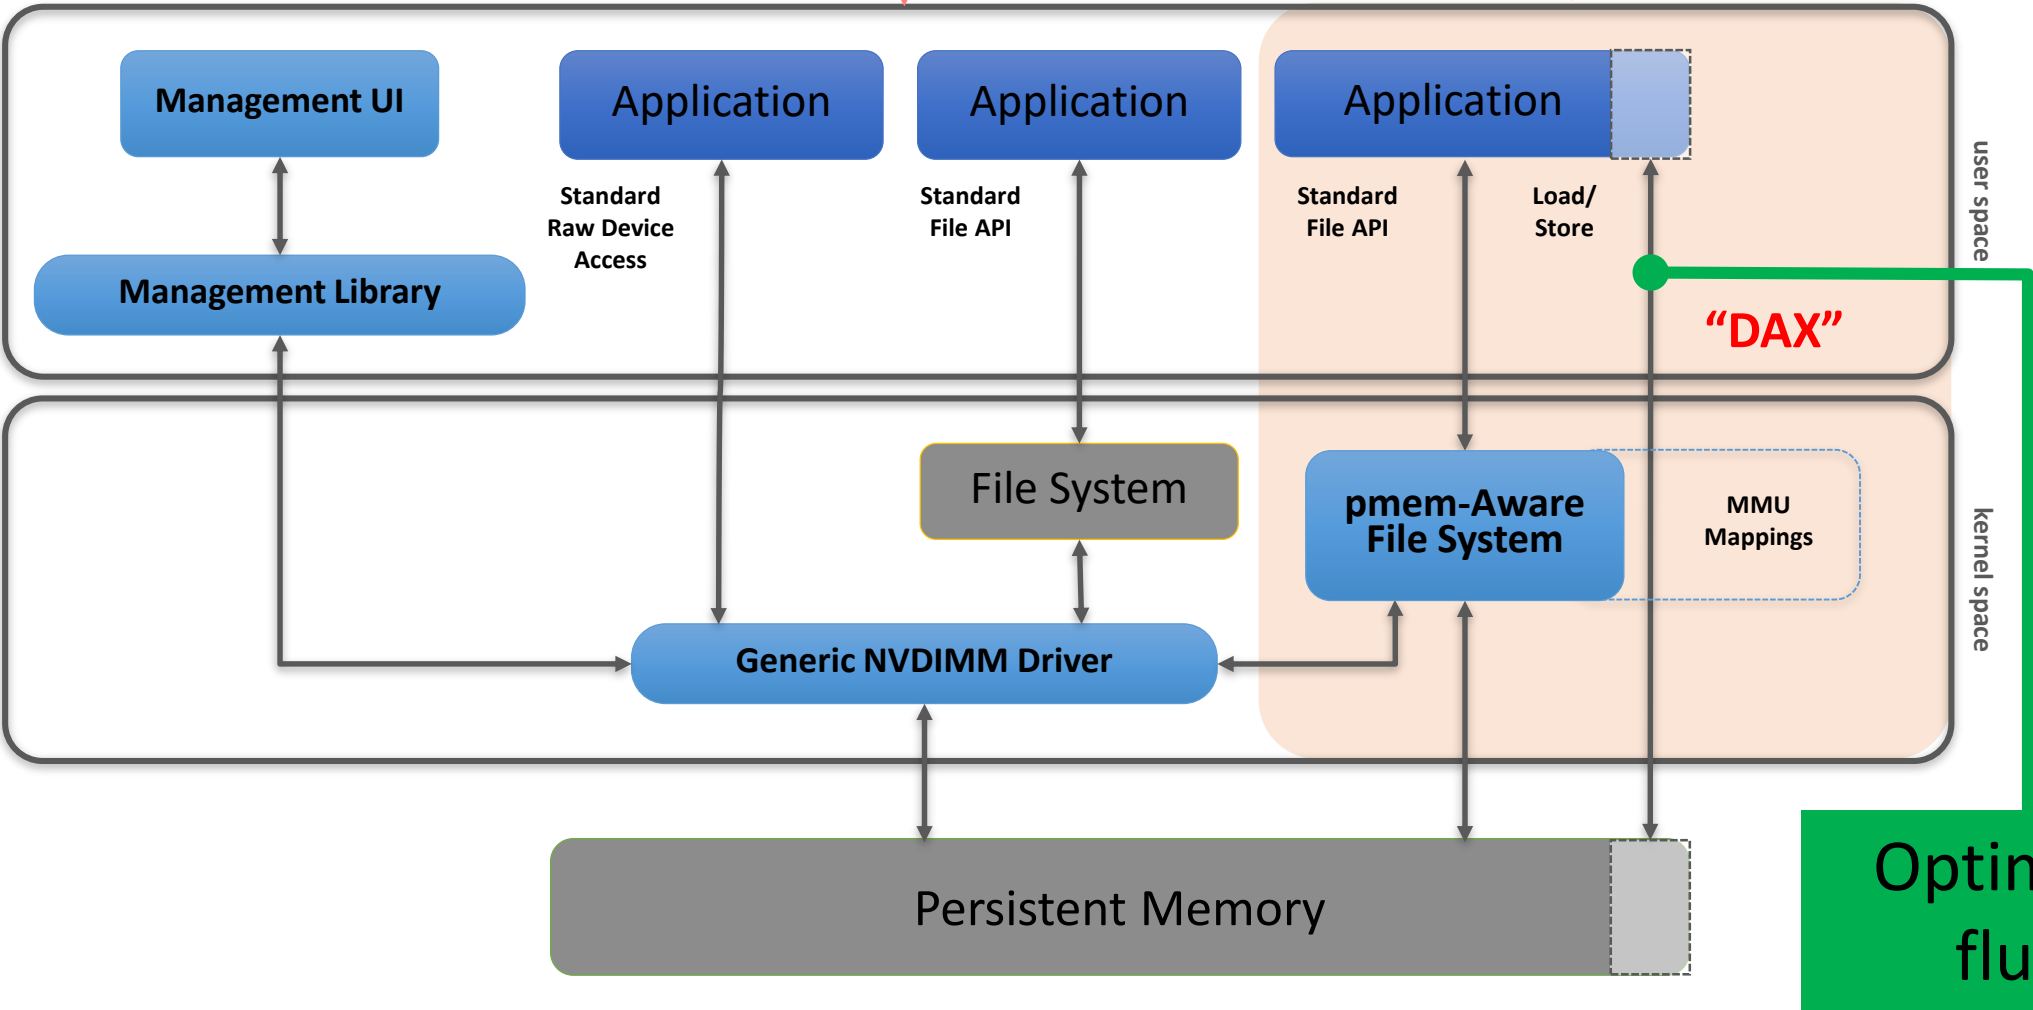 Management UI
Application
Application
Application
Standard
Raw Device
Access
Standard
File API
Standard
File API
Load/
Store
user space
Management Library
“DAX”
File System
pmem-Aware
File System
MMU
Mappings
kernel space
Generic NVDIMM Driver
Persistent Memory